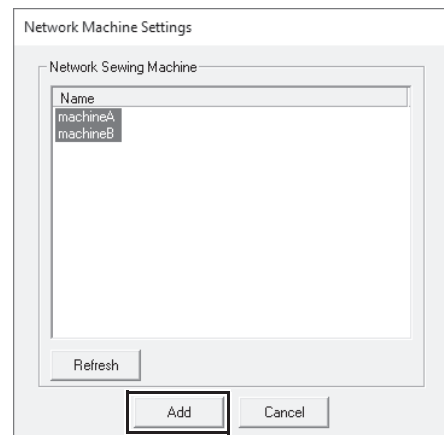 Network Machine Settings
Network Sewing Machine
Name
machineA
machineB
Refresh
Add Cancel